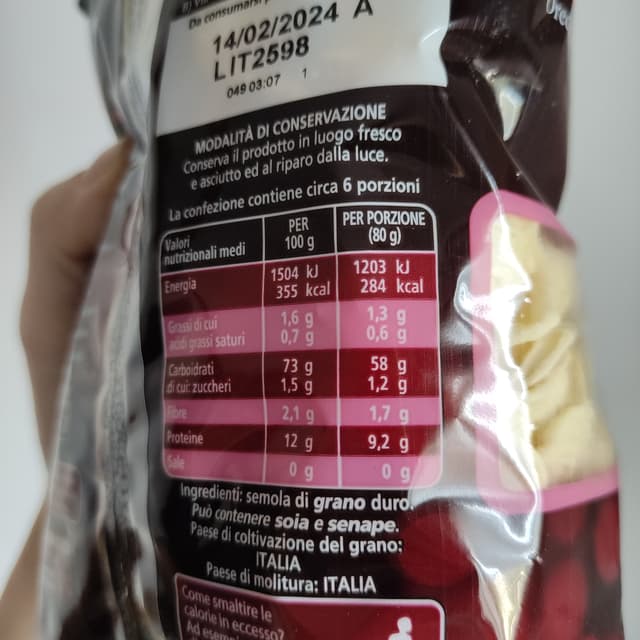 Da consumarsi
14/02/2024 A
LIT2598
049 03:07 1
MODALITÀ DI CONSERVAZIONE
Conserva il prodotto in luogo fresco
e asciutto ed al riparo dalla luce.
La confezione contiene circa 6 porzioni
Valori nutrizionali medi PER 100 g PER PORZIONE (80 g)
Energia 1504 kJ 1203 kJ
355 kcal 284 kcal
Grassi di cui 1,6 g 1,3 g
acidi grassi saturi 0,7 g 0,6 g
Carboidrati 73 g 58 g
di cui: zuccheri 1,5 g 1,2 g
Fibre 2,1 g 1,7 g
Proteine 12 g 9,2 g
Sale 0 g 0 g
Ingredienti: semola di grano duro.
Può contenere soia e senape.
Paese di coltivazione del grano:
ITALIA
Paese di molitura: ITALIA
Come smaltire le
calorie in eccesso?
Ad